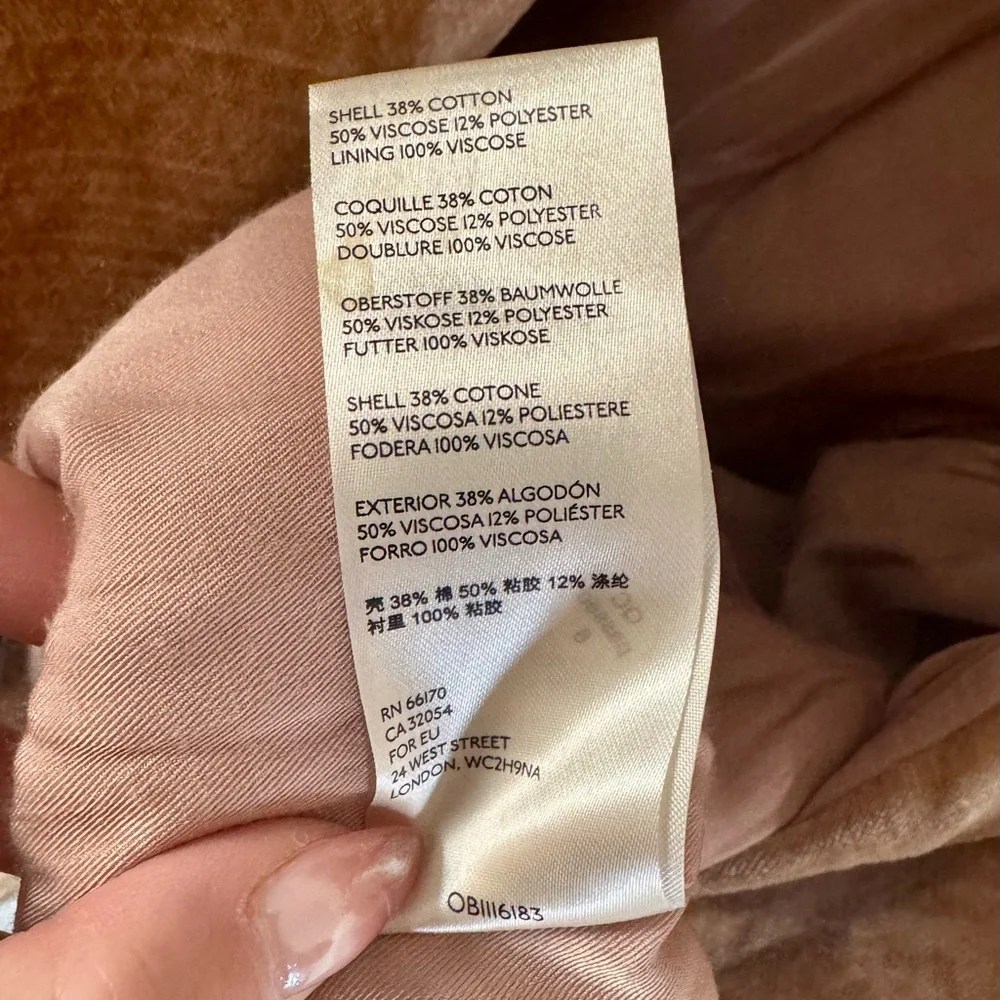 SHELL 38% COTTON
50% VISCOSE 12% POLYESTER
LINING 100% VISCOSE
COQUILLE 38% COTON
50% VISCOSE 12% POLYESTER
DOUBLURE 100% VISCOSE
OBERSTOFF 38% BAUMWOLLE
50% VISKOSE 12% POLYESTER
FUTTER 100% VISKOSE
SHELL 38% COTONE
50% VISCOSA 12% POLIESTERE
FODERA 100% VISCOSA
EXTERIOR 38% ALGODÓN
50% VISCOSA 12% POLIÉSTER
FORRO 100% VISCOSA
壳 38% 棉 50% 粘胶 12% 涤纶
衬里 100% 粘胶
RN 66170
CA 32054
FOR EU
24 WEST STREET
LONDON, WC2H9NA
OB1116183